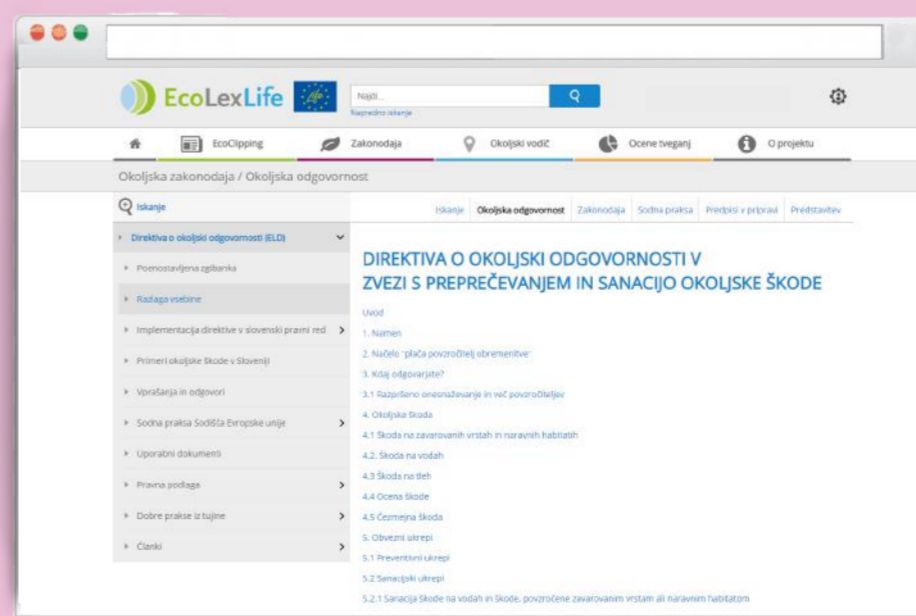 EcoLexLife
life
Najdi...
Napredno iskanje
EcoClipping
Zakonodaja
Okoljski vodič
Ocene tveganj
O projektu
Okoljska zakonodaja / Okoljska odgovornost
Iskanje
Iskanje Okoljska odgovornost Zakonodaja Sodna praksa Predpisi v pripravi Predstavitev
Direktiva o okoljski odgovornosti (ELD)
Poenostavljena zgibanka
Razlaga vsebine
Implementacija direktive v slovenski pravni red
Primeri okoljske škode v Sloveniji
Vprašanja in odgovori
Sodna praksa Sodišča Evropske unije
Uporabni dokumenti
Pravna podlaga
Dobre prakse iz tujine
Članki
DIREKTIVA O OKOLJSKI ODGOVORNOSTI V
ZVEZI S PREPREČEVANJEM IN SANACIJO OKOLJSKE ŠKODE
Uvod
1. Namen
2. Načelo "plača povzročitelj obremenitve"
3. Kdaj odgovarjate?
3.1 Razpršeno onesnaževanje in več povzročiteljev
4. Okoljska škoda
4.1 Škoda na zavarovanih vrstah in naravnih habitatih
4.2. Škoda na vodah
4.3 Škoda na tleh
4.4 Ocena škode
4.5 Čezmejna škoda
5. Obvezni ukrepi
5.1 Preventivni ukrepi
5.2 Sanacijski ukrepi
5.2.1 Sanacija škode na vodah in škode, povzročene zavarovanim vrstam ali naravnim habitatom